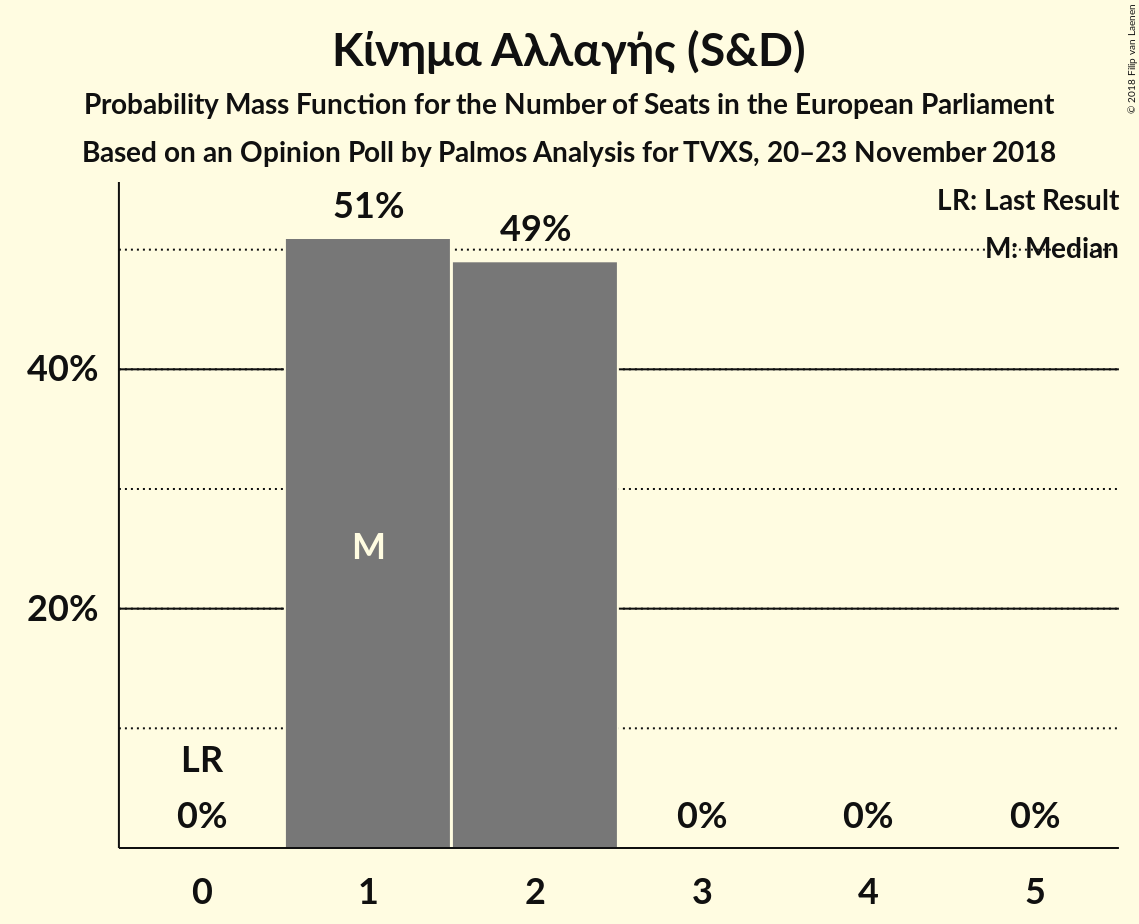 Κίνημα Αλλαγής (S&D)
Probability Mass Function for the Number of Seats in the European Parliament
Based on an Opinion Poll by Palmos Analysis for TVXS, 20–23 November 2018
© 2018 Filip van Laenen
LR: Last Result
M: Median
51%
49%
40%
20%
M
LR
0%
0%
0%
0%
0 1 2 3 4 5